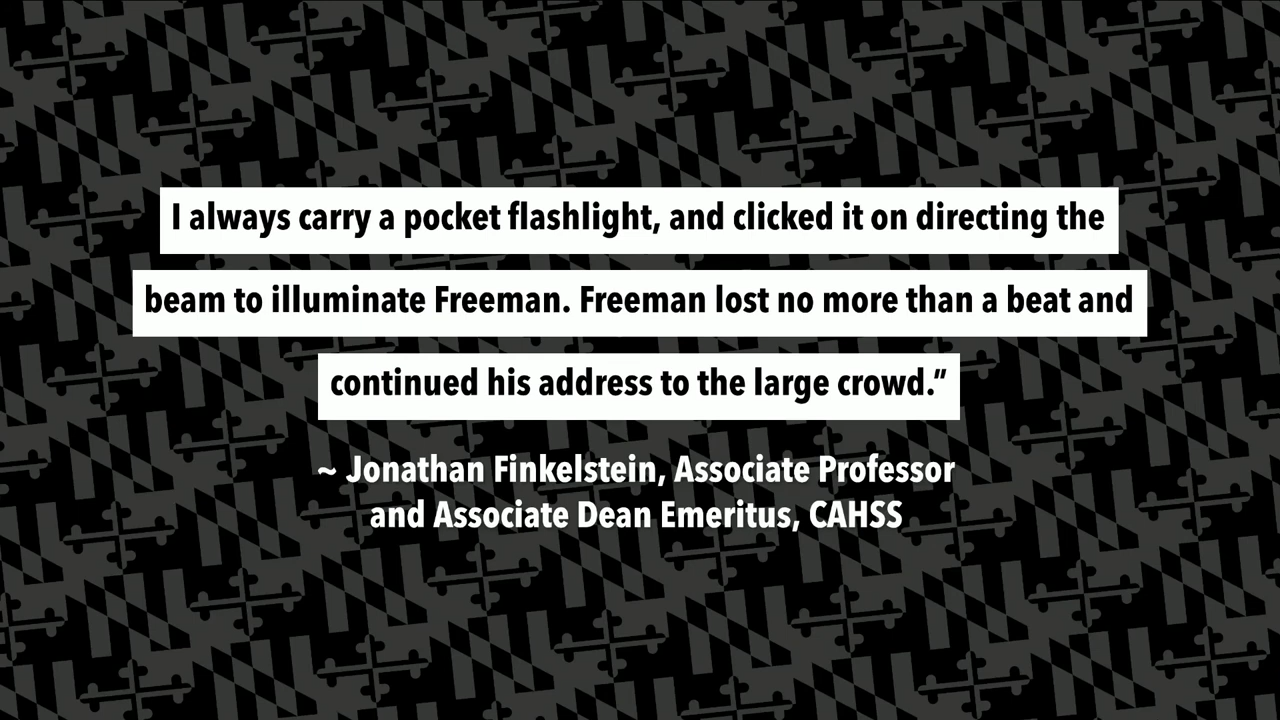 I always carry a pocket flashlight, and clicked it on directing the
beam to illuminate Freeman. Freeman lost no more than a beat and
continued his address to the large crowd.”
~ Jonathan Finkelstein, Associate Professor
and Associate Dean Emeritus, CAHSS